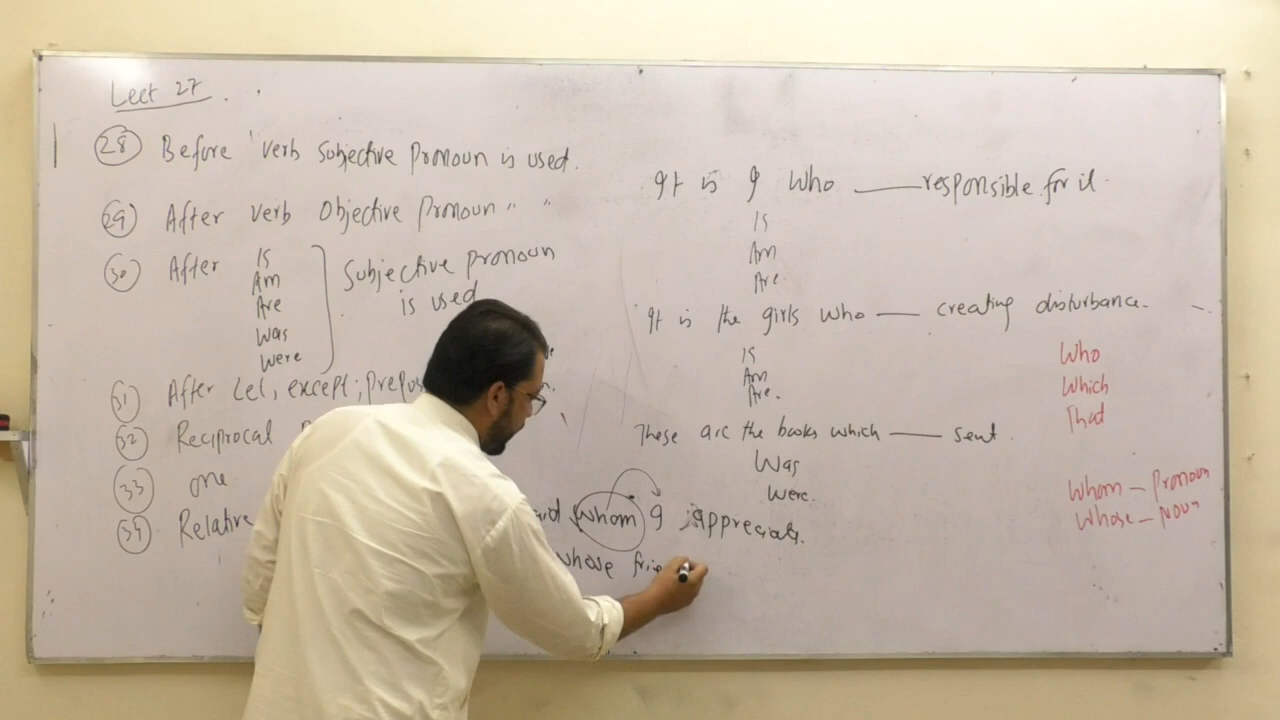 Lect 27
28 Before verb subjective pronoun is used.
29 After verb objective pronoun " "
30 After Is
Am
Are
Was
Were
Subjective pronoun
is used
31 After Let, except, prepos
32 Reciprocal
33 one
34 Relative
whom I appreciate.
whose frie
It is I who ___ responsible for it.
Is
Am
Are.
It is the girls who ___ creating disturbance.
Is
Am
Are.
These are the books which ___ sent.
Was
Were.
Who
Which
That
Whom - Pronoun
Whose - Noun